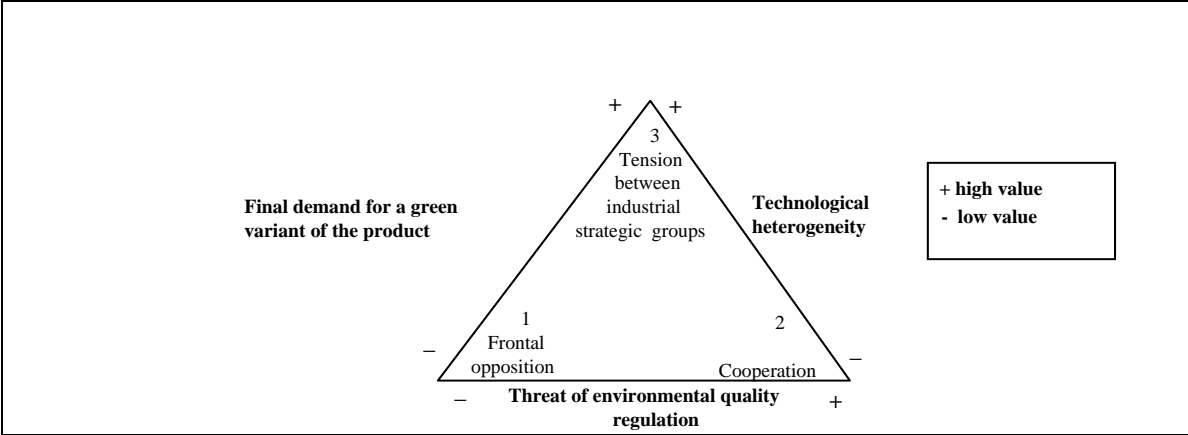 + +
3
Tension
between
industrial
strategic groups
Final demand for a green
variant of the product
Technological
heterogeneity
+ high value
- low value
1
Frontal
opposition
2
Cooperation
– –
– +
Threat of environmental quality
regulation